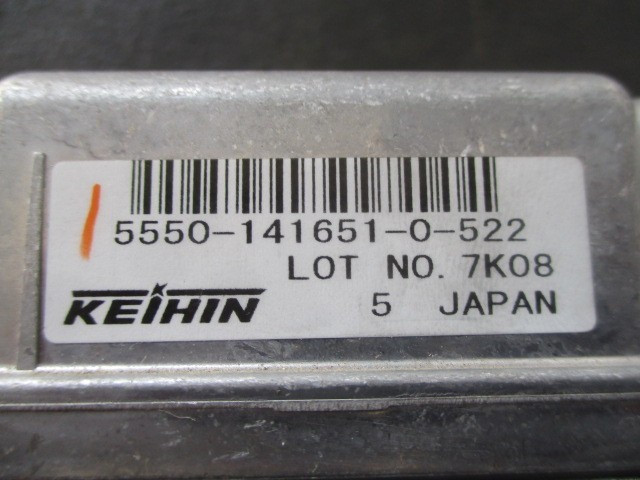 5550-141651-0-522
LOT NO. 7K08
KEIHIN 5 JAPAN